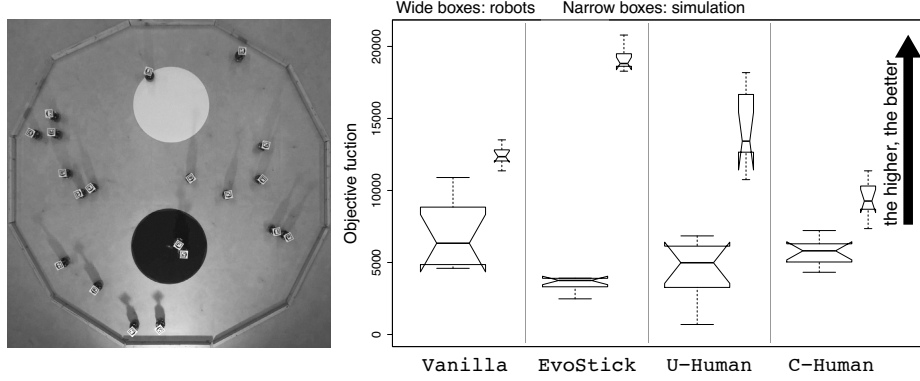 Wide boxes: robots
Narrow boxes: simulation
Objective fuction
20000
15000
10000
5000
0
the higher, the better
Vanilla
EvoStick
U-Human
C-Human